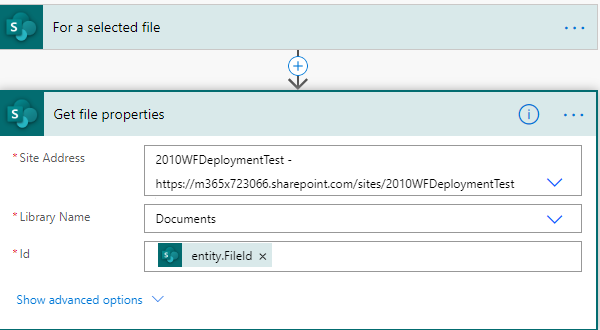 S For a selected file ...
S Get file properties ...
* Site Address 2010WFDeploymentTest -
https://m365x723066.sharepoint.com/sites/2010WFDeploymentTest
* Library Name Documents
* Id S entity.FileId ×
Show advanced options